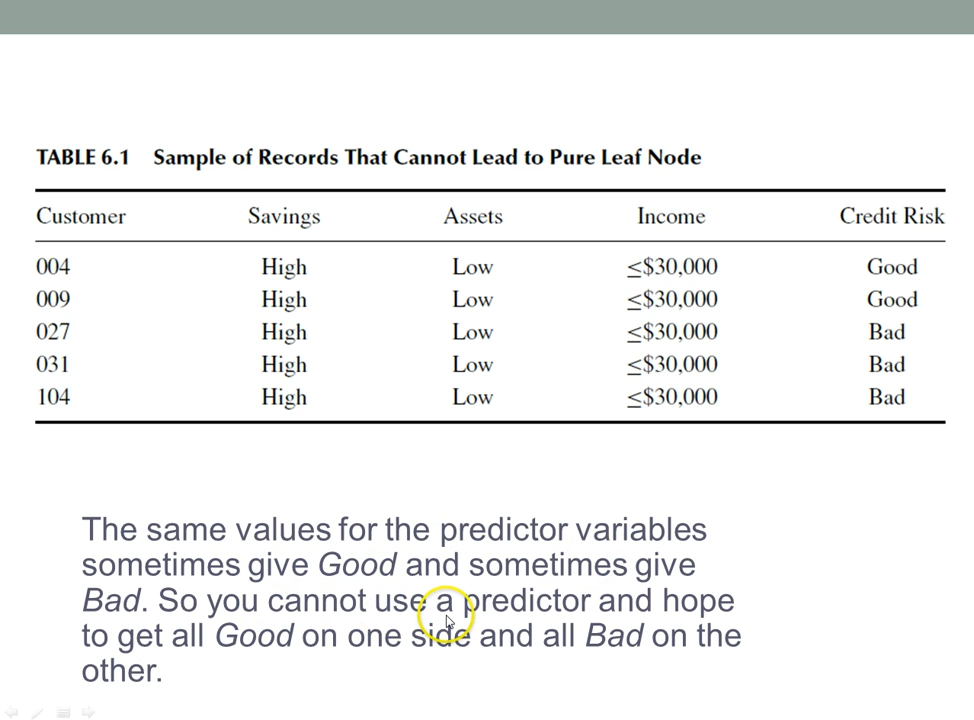 TABLE 6.1 Sample of Records That Cannot Lead to Pure Leaf Node
Customer Savings Assets Income Credit Risk
004 High Low ≤$30,000 Good
009 High Low ≤$30,000 Good
027 High Low ≤$30,000 Bad
031 High Low ≤$30,000 Bad
104 High Low ≤$30,000 Bad
The same values for the predictor variables
sometimes give Good and sometimes give
Bad. So you cannot use a predictor and hope
to get all Good on one side and all Bad on the
other.